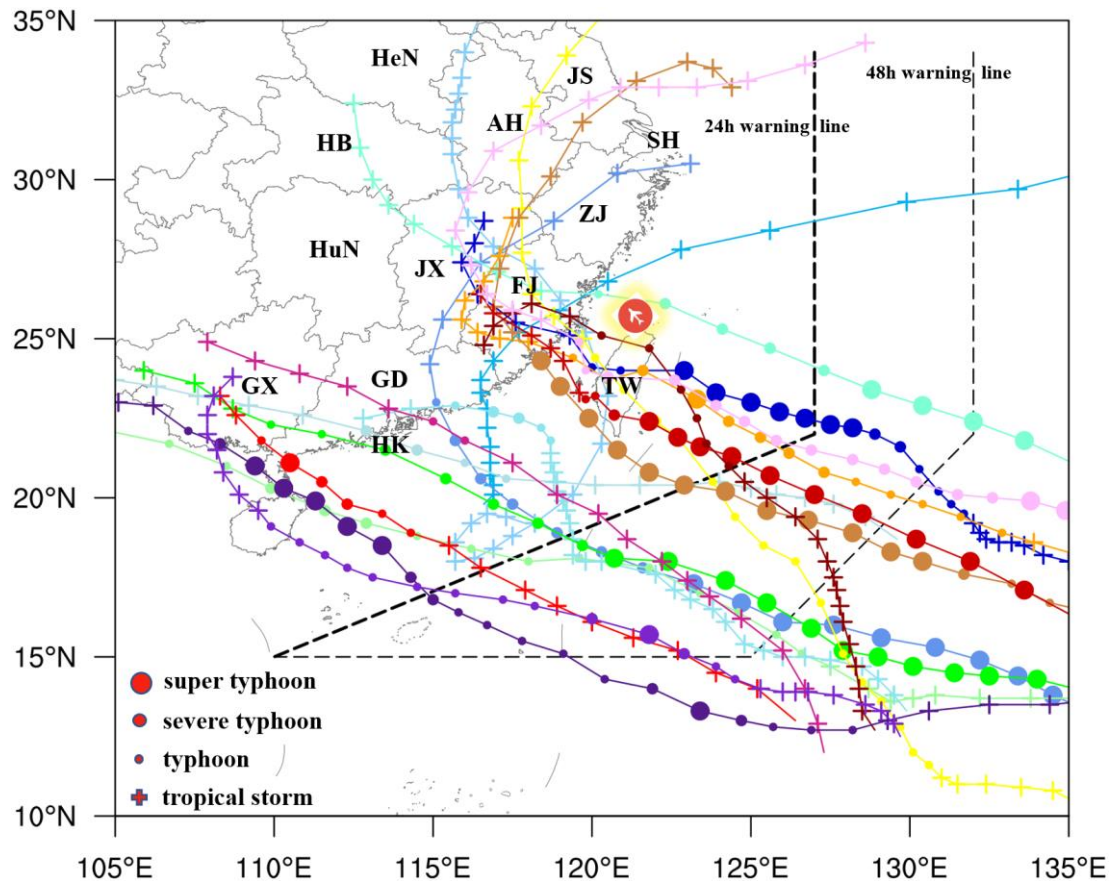 35°N
HeN
JS
48h warning line
AH
24h warning line
HB
SH
30°N
ZJ
HuN
JX
FJ
25°N
GX
GD
TW
HK
20°N
15°N
super typhoon
severe typhoon
typhoon
tropical storm
10°N
105°E 110°E 115°E 120°E 125°E 130°E 135°E